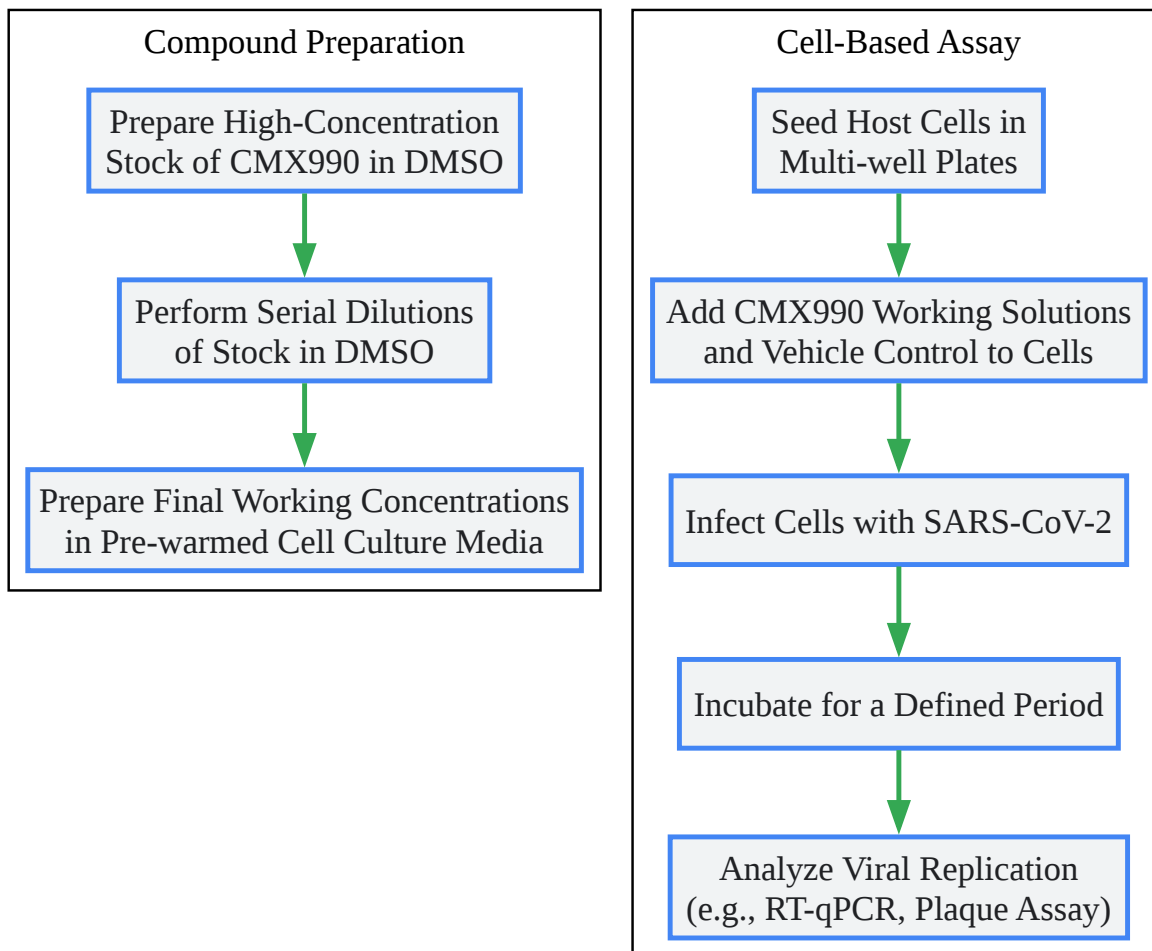 Compound Preparation
Prepare High-Concentration
Stock of CMX990 in DMSO
Perform Serial Dilutions
of Stock in DMSO
Prepare Final Working Concentrations
in Pre-warmed Cell Culture Media
Cell-Based Assay
Seed Host Cells in
Multi-well Plates
Add CMX990 Working Solutions
and Vehicle Control to Cells
Infect Cells with SARS-CoV-2
Incubate for a Defined Period
Analyze Viral Replication
(e.g., RT-qPCR, Plaque Assay)